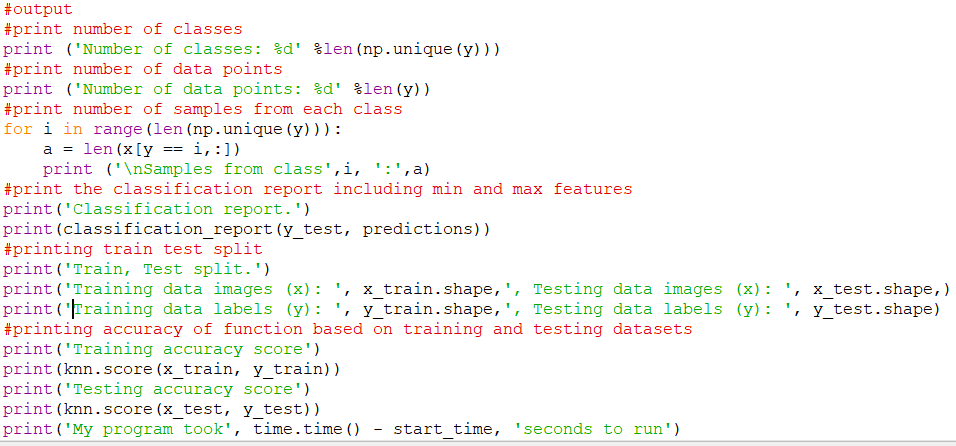 #output
#print number of classes
print ('Number of classes: %d' %len(np.unique(y)))
#print number of data points
print ('Number of data points: %d' %len(y))
#print number of samples from each class
for i in range(len(np.unique(y))):
    a = len(x[y == i,:])
    print ('\nSamples from class',i, ':',a)
#print the classification report including min and max features
print('Classification report.')
print(classification_report(y_test, predictions))
#printing train test split
print('Train, Test split.')
print('Training data images (x): ', x_train.shape,', Testing data images (x): ', x_test.shape,)
print('Training data labels (y): ', y_train.shape,', Testing data labels (y): ', y_test.shape)
#printing accuracy of function based on training and testing datasets
print('Training accuracy score')
print(knn.score(x_train, y_train))
print('Testing accuracy score')
print(knn.score(x_test, y_test))
print('My program took', time.time() - start_time, 'seconds to run')